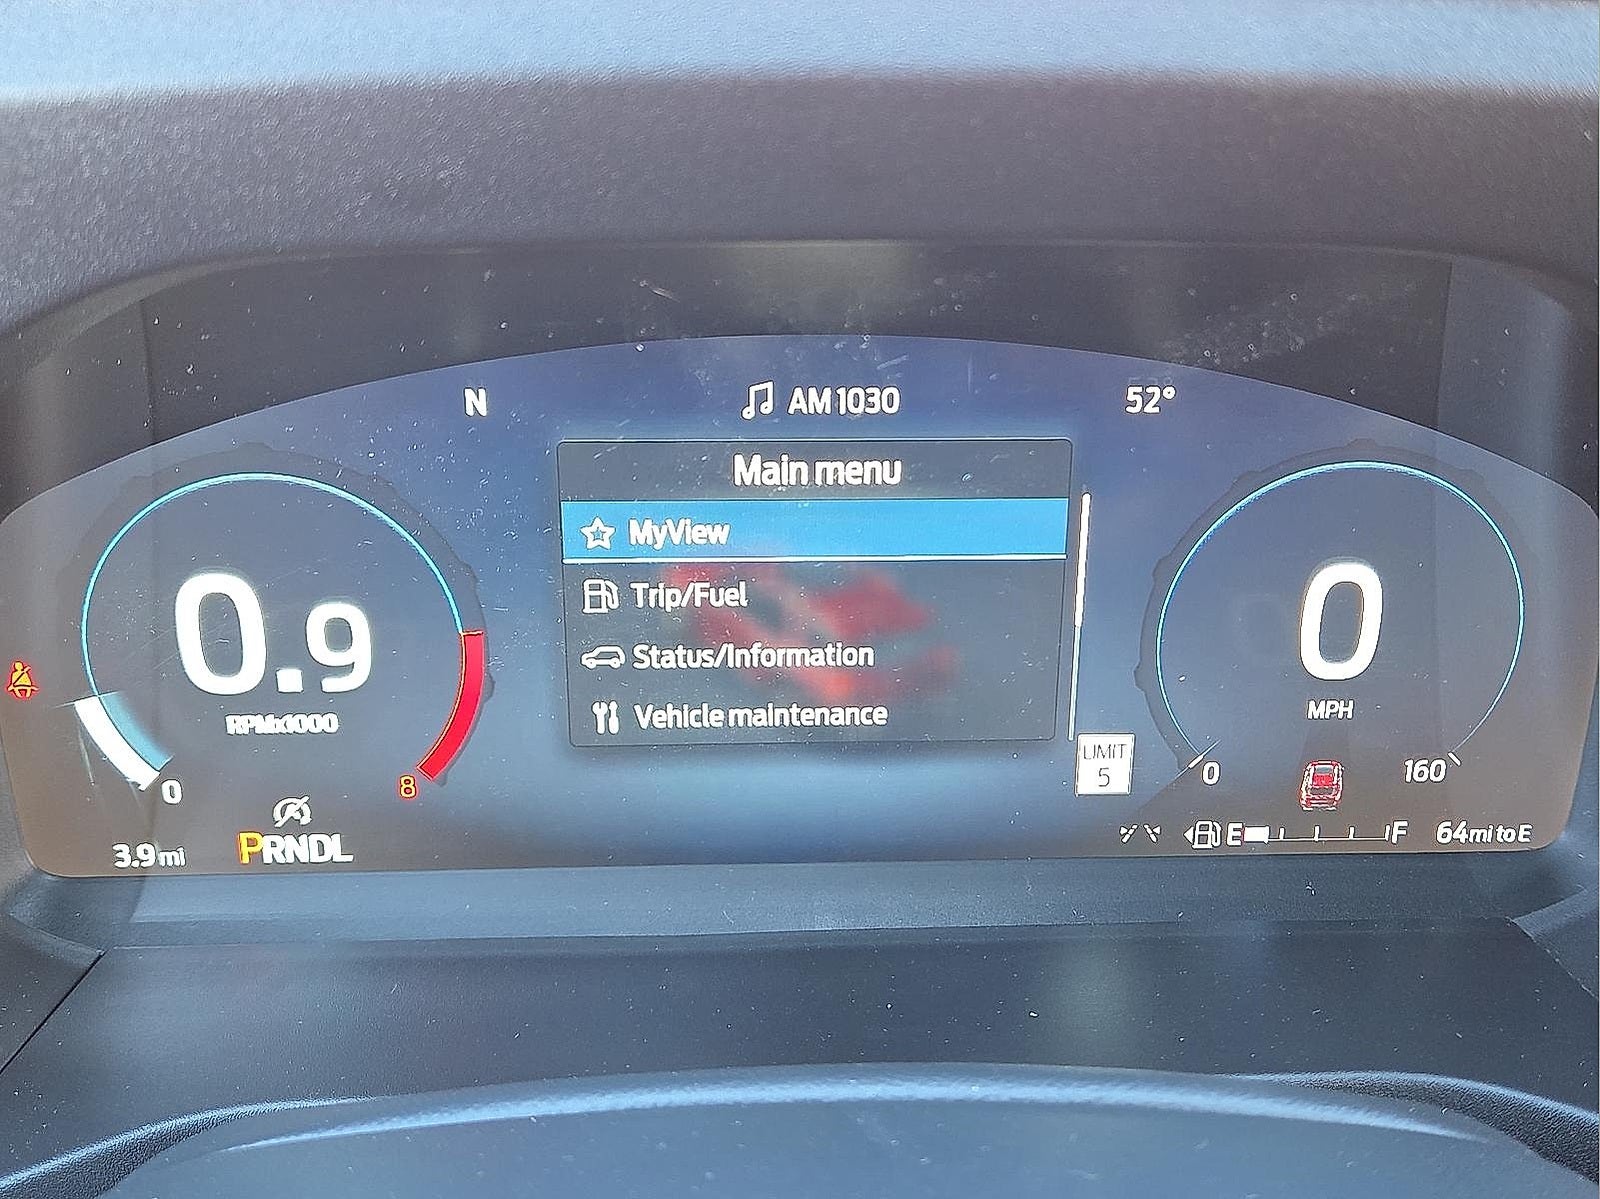 N
AM 1030
52°
Main menu
MyView
Trip/Fuel
Status/Information
Vehicle maintenance
0.9
RPMx1000
0
8
0
MPH
0
160
LIMIT
5
3.9 mi
PRNDL
E
F
64 mi to E